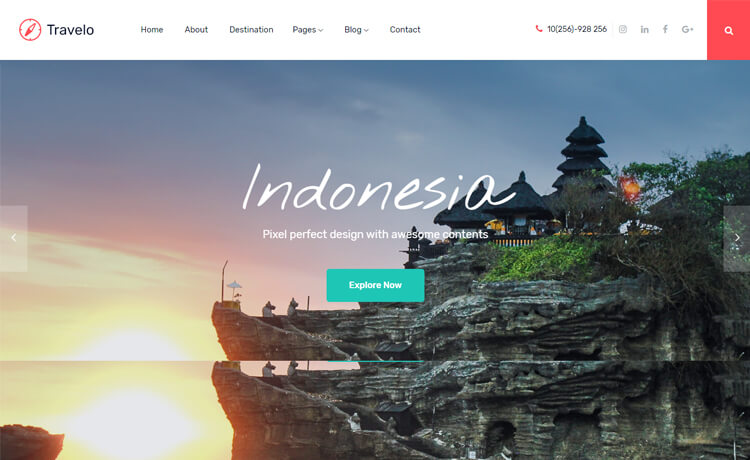 Travelo
Home About Destination Pages Blog Contact
10(256)-928 256
Indonesia
Pixel perfect design with awesome contents
Explore Now